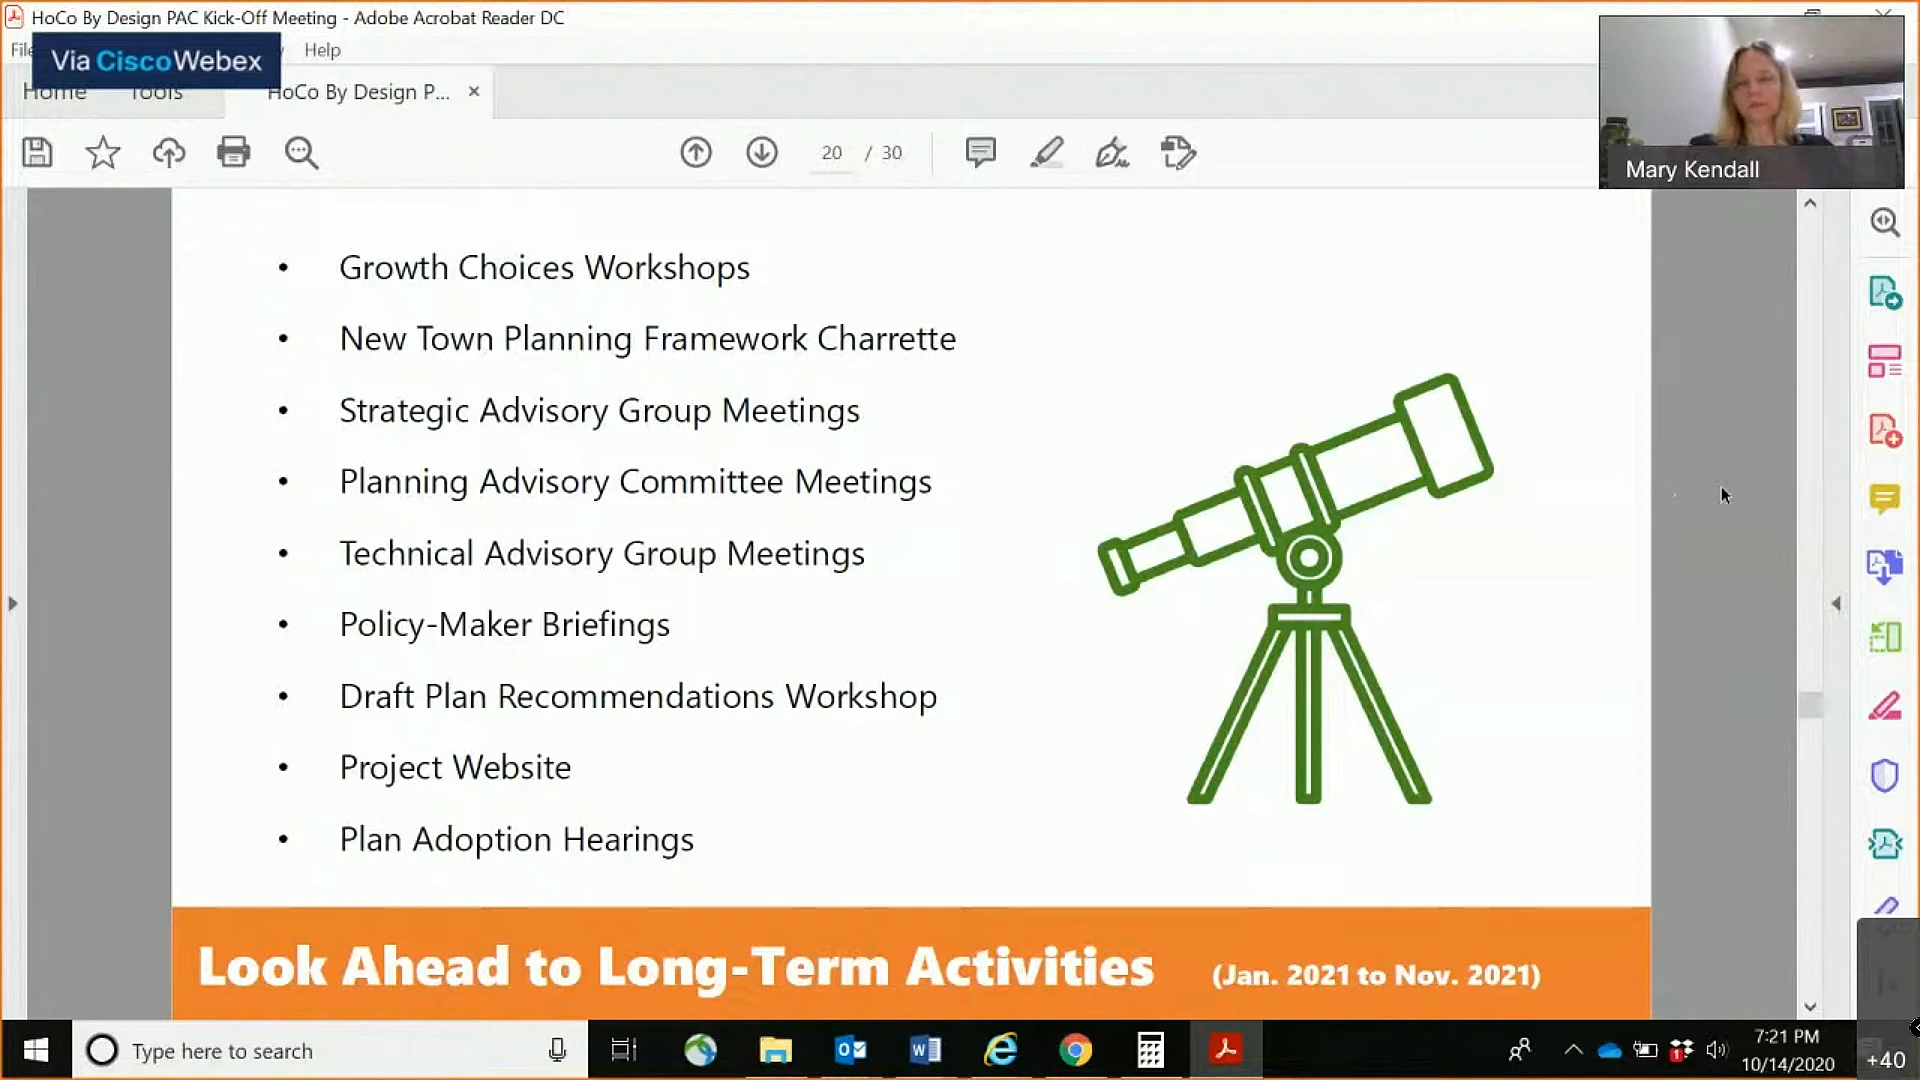 HoCo By Design PAC Kick-Off Meeting - Adobe Acrobat Reader DC
Help
Via CiscoWebex
Home Tools HoCo By Design P... ×
20 / 30
Mary Kendall
• Growth Choices Workshops
• New Town Planning Framework Charrette
• Strategic Advisory Group Meetings
• Planning Advisory Committee Meetings
• Technical Advisory Group Meetings
• Policy-Maker Briefings
• Draft Plan Recommendations Workshop
• Project Website
• Plan Adoption Hearings
Look Ahead to Long-Term Activities (Jan. 2021 to Nov. 2021)
Type here to search
7:21 PM
10/14/2020
+40